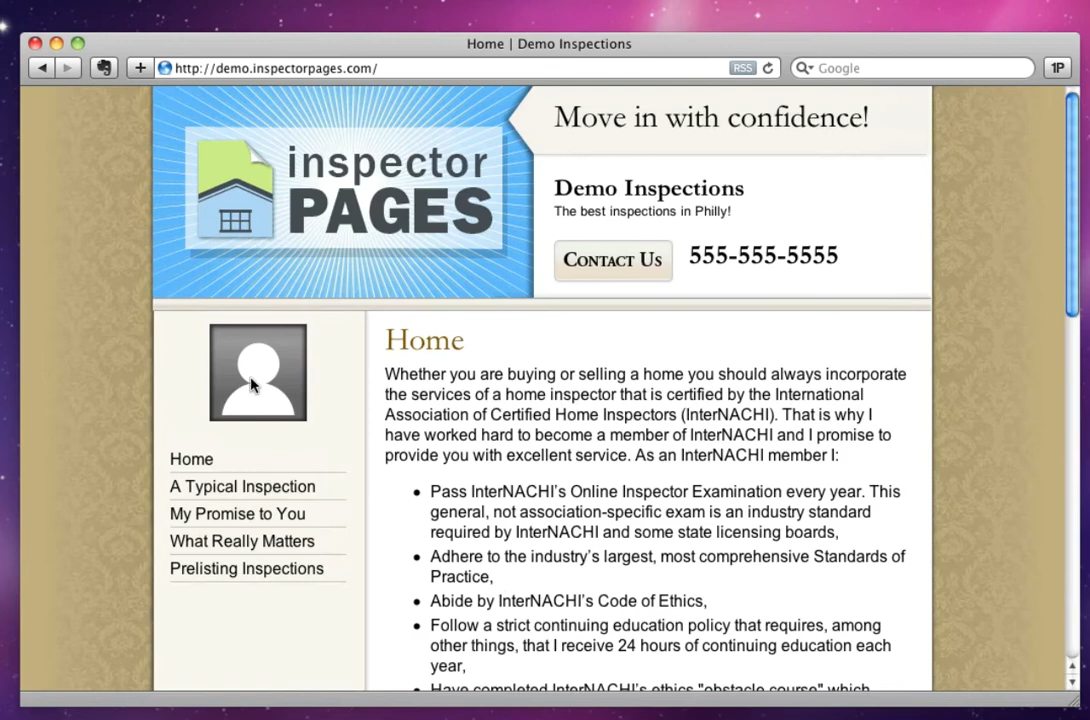 Home | Demo Inspections
http://demo.inspectorpages.com/
RSS
Google
1P
Move in with confidence!
inspector
PAGES
Demo Inspections
The best inspections in Philly!
Contact Us
555-555-5555
Home
A Typical Inspection
My Promise to You
What Really Matters
Prelisting Inspections
Home
Whether you are buying or selling a home you should always incorporate
the services of a home inspector that is certified by the International
Association of Certified Home Inspectors (InterNACHI). That is why I
have worked hard to become a member of InterNACHI and I promise to
provide you with excellent service. As an InterNACHI member I:
• Pass InterNACHI's Online Inspector Examination every year. This
general, not association-specific exam is an industry standard
required by InterNACHI and some state licensing boards,
• Adhere to the industry's largest, most comprehensive Standards of
Practice,
• Abide by InterNACHI's Code of Ethics,
• Follow a strict continuing education policy that requires, among
other things, that I receive 24 hours of continuing education each
year,
• Have completed InterNACHI's ethics "obstacle course" which